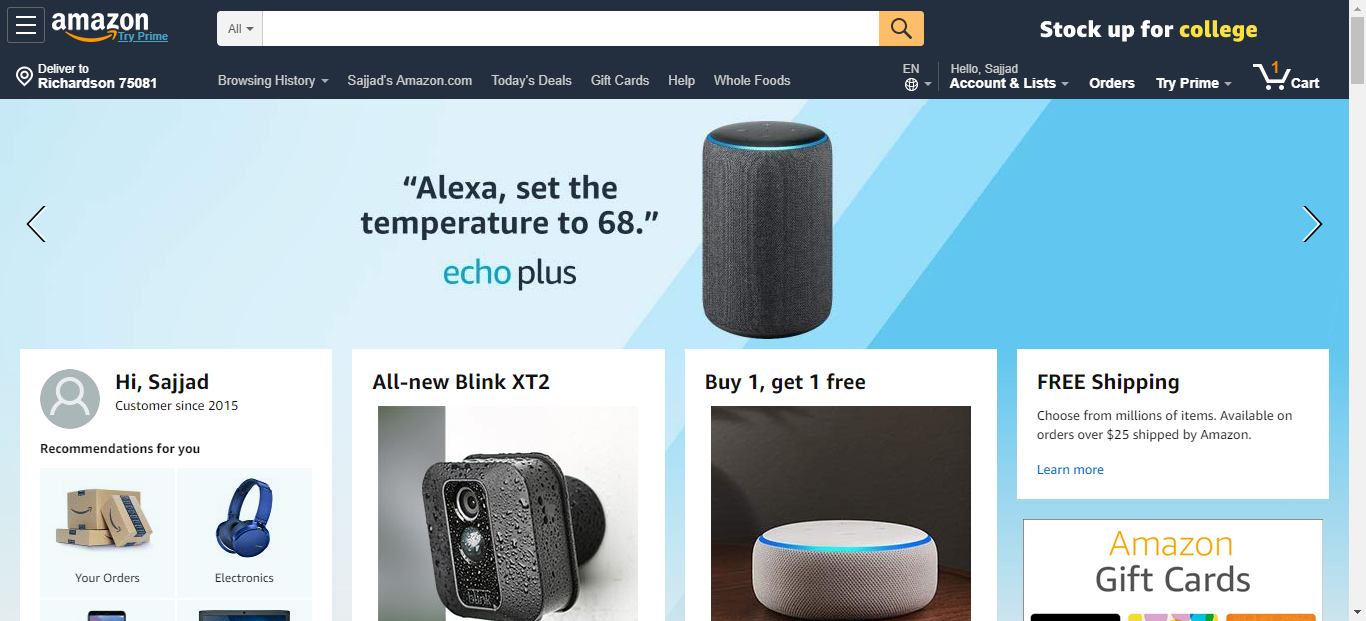 amazon
Try Prime
All
Stock up for college
Deliver to
Richardson 75081
Browsing History
Sajjad's Amazon.com
Today's Deals
Gift Cards
Help
Whole Foods
EN
Hello, Sajjad
Account & Lists
Orders
Try Prime
1
Cart
“Alexa, set the
temperature to 68.”
echo plus
Hi, Sajjad
Customer since 2015
Recommendations for you
Your Orders
Electronics
All-new Blink XT2
blink
Buy 1, get 1 free
FREE Shipping
Choose from millions of items. Available on
orders over $25 shipped by Amazon.
Learn more
Amazon
Gift Cards